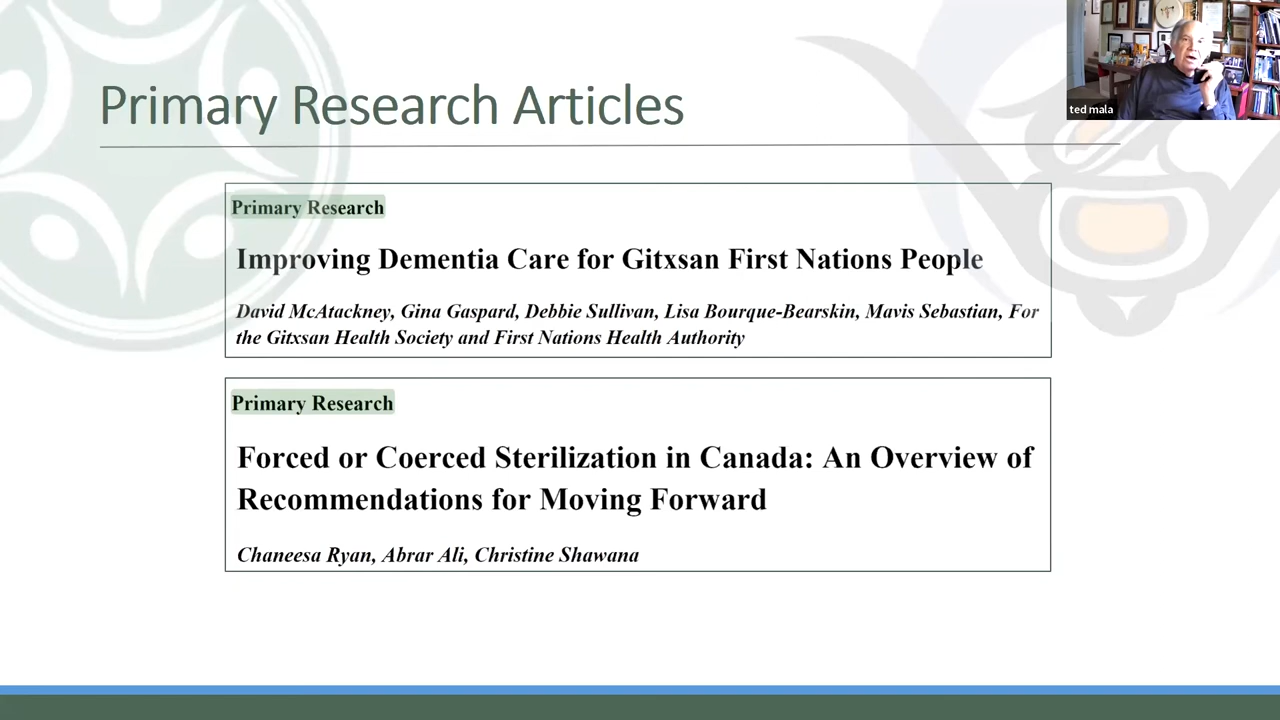 Primary Research Articles
ted mala
Primary Research
Improving Dementia Care for Gitxsan First Nations People
David McAtackney, Gina Gaspard, Debbie Sullivan, Lisa Bourque-Bearskin, Mavis Sebastian, For
the Gitxsan Health Society and First Nations Health Authority
Primary Research
Forced or Coerced Sterilization in Canada: An Overview of
Recommendations for Moving Forward
Chaneesa Ryan, Abrar Ali, Christine Shawana